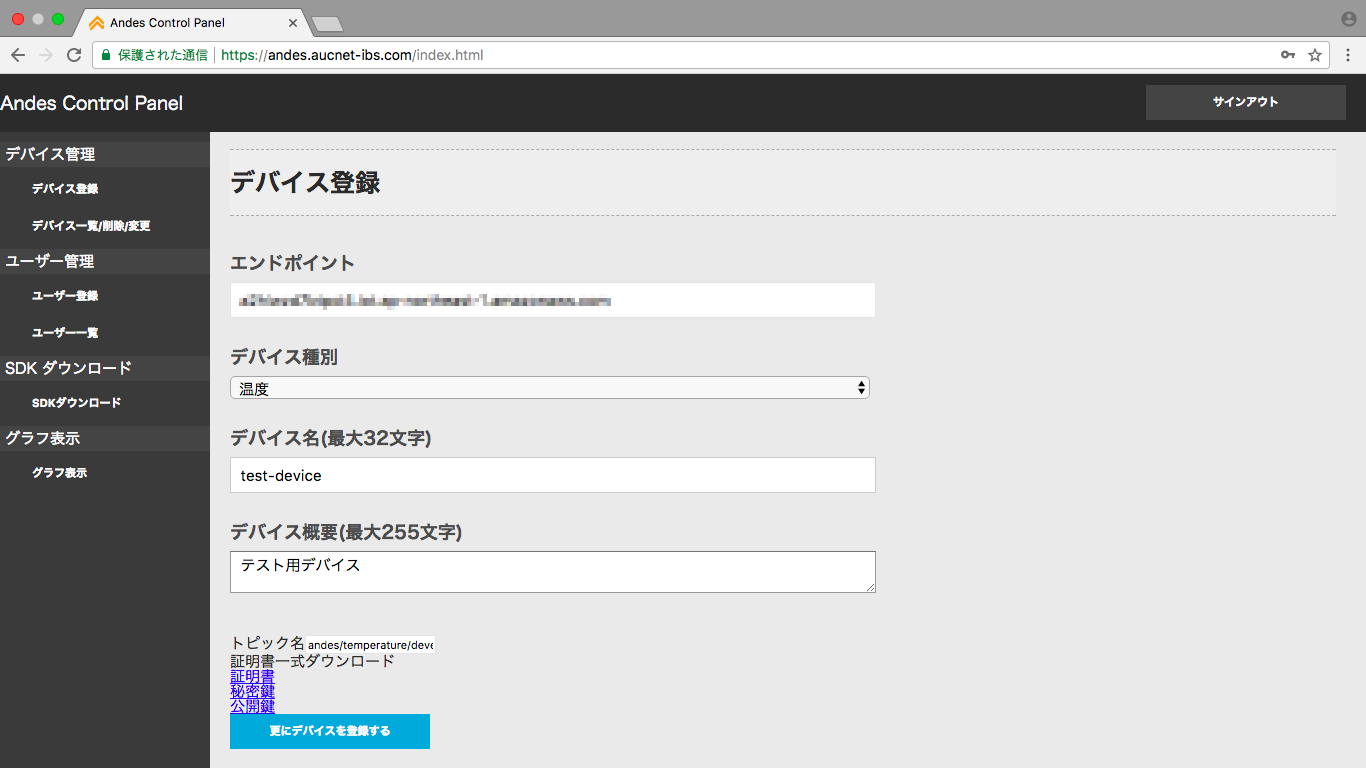 Andes Control Panel
保護された通信 https://andes.aucnet-ibs.com/index.html
Andes Control Panel
サインアウト
デバイス管理
デバイス登録
デバイス一覧/削除/変更
ユーザー管理
ユーザー登録
ユーザー一覧
SDK ダウンロード
SDKダウンロード
グラフ表示
グラフ表示
デバイス登録
エンドポイント
デバイス種別
温度
デバイス名(最大32文字)
test-device
デバイス概要(最大255文字)
テスト用デバイス
トピック名 andes/temperature/deve
証明書一式ダウンロード
証明書
秘密鍵
公開鍵
更にデバイスを登録する